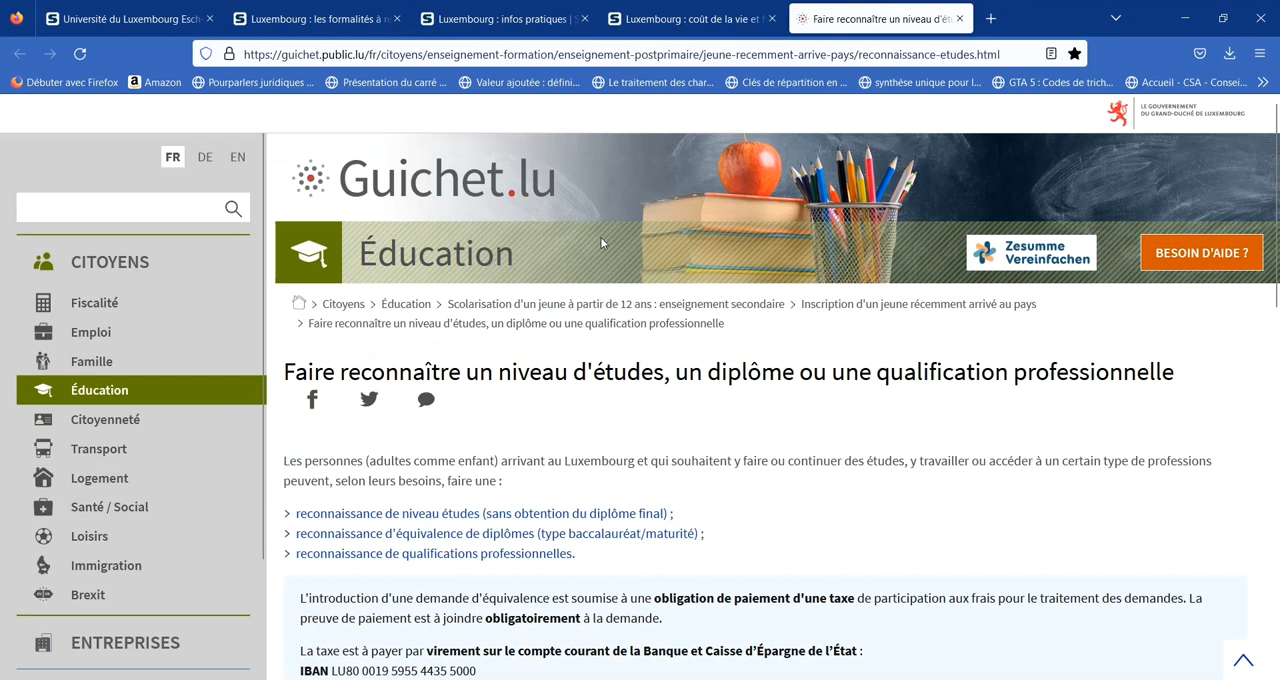 Université du Luxembourg Esch
Luxembourg : les formalités à re
Luxembourg : infos pratiques | S
Luxembourg : coût de la vie et f
Faire reconnaître un niveau d'étu
https://guichet.public.lu/fr/citoyens/enseignement-formation/enseignement-postprimaire/jeune-recemment-arrive-pays/reconnaissance-etudes.html
Débuter avec Firefox
Amazon
Pourparlers juridiques ...
Présentation du carré ...
Valeur ajoutée : défini...
Le traitement des char...
Clés de répartition en ...
synthèse unique pour l...
GTA 5 : Codes de trich...
Accueil - CSA - Consei...
LE GOUVERNEMENT
DU GRAND-DUCHÉ DE LUXEMBOURG
FR DE EN
CITOYENS
Fiscalité
Emploi
Famille
Éducation
Citoyenneté
Transport
Logement
Santé / Social
Loisirs
Immigration
Brexit
ENTREPRISES
Guichet.lu
Éducation
Zesumme
Vereinfachen
BESOIN D'AIDE ?
> Citoyens > Éducation > Scolarisation d'un jeune à partir de 12 ans : enseignement secondaire > Inscription d'un jeune récemment arrivé au pays
> Faire reconnaître un niveau d'études, un diplôme ou une qualification professionnelle
Faire reconnaître un niveau d'études, un diplôme ou une qualification professionnelle
Les personnes (adultes comme enfant) arrivant au Luxembourg et qui souhaitent y faire ou continuer des études, y travailler ou accéder à un certain type de professions
peuvent, selon leurs besoins, faire une :
> reconnaissance de niveau études (sans obtention du diplôme final) ;
> reconnaissance d'équivalence de diplômes (type baccalauréat/maturité) ;
> reconnaissance de qualifications professionnelles.
L'introduction d'une demande d'équivalence est soumise à une obligation de paiement d'une taxe de participation aux frais pour le traitement des demandes. La
preuve de paiement est à joindre obligatoirement à la demande.
La taxe est à payer par virement sur le compte courant de la Banque et Caisse d'Épargne de l'État :
IBAN LU80 0019 5955 4435 5000